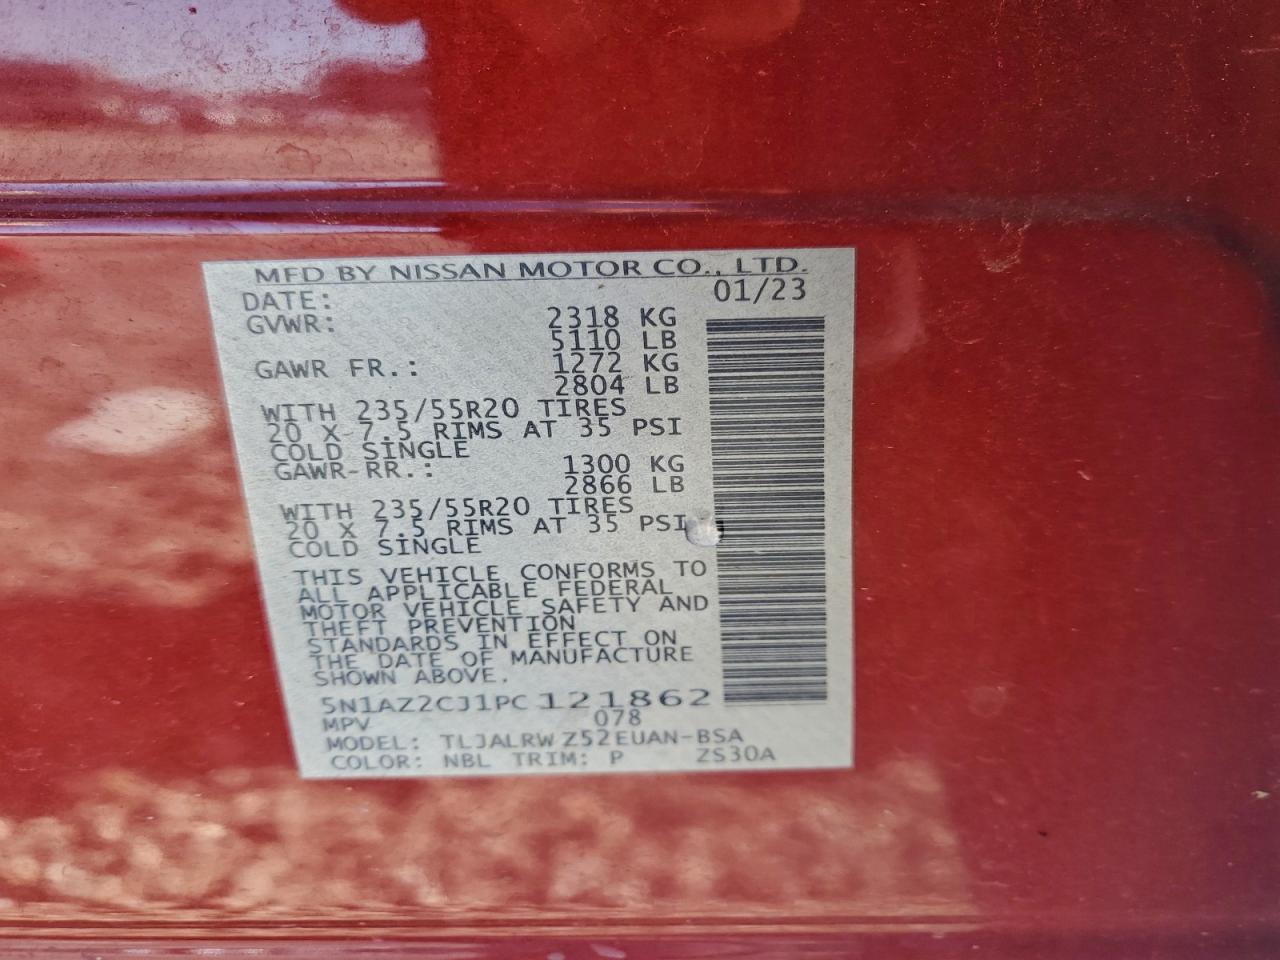 MFD BY NISSAN MOTOR CO., LTD.
DATE: 01/23
GVWR: 2318 KG
5110 LB
GAWR FR.: 1272 KG
2804 LB
WITH 235/55R20 TIRES
20 X 7.5 RIMS AT 35 PSI
COLD SINGLE
GAWR-RR.: 1300 KG
2866 LB
WITH 235/55R20 TIRES
20 X 7.5 RIMS AT 35 PSI
COLD SINGLE
THIS VEHICLE CONFORMS TO
ALL APPLICABLE FEDERAL
MOTOR VEHICLE SAFETY AND
THEFT PREVENTION
STANDARDS IN EFFECT ON
THE DATE OF MANUFACTURE
SHOWN ABOVE.
5N1AZ2CJ1PC121862
MPV 078
MODEL: TLJALRW Z52EUAN-BSA
COLOR: NBL TRIM: P ZS30A